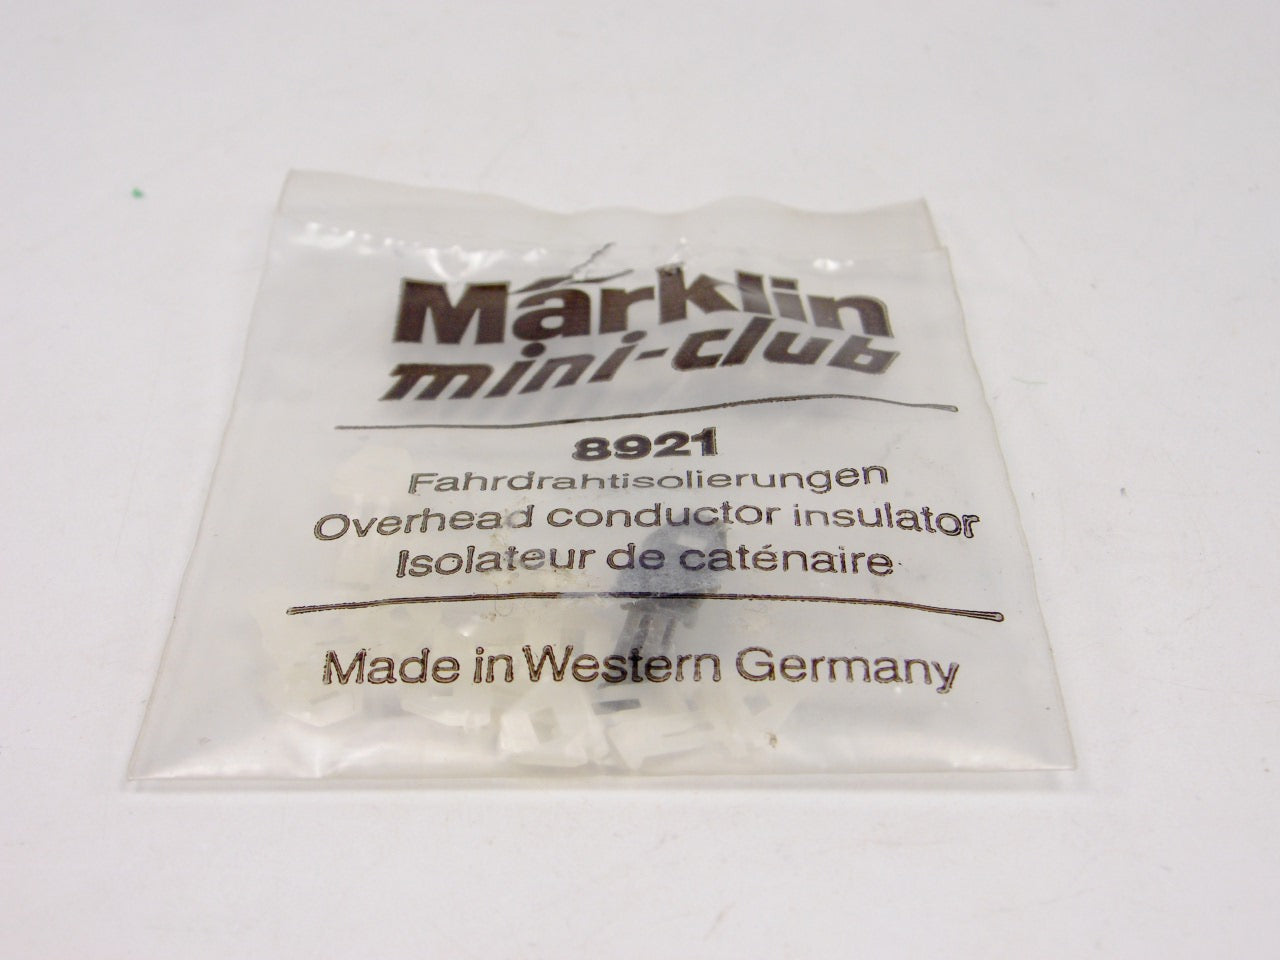 Märklin
mini-club
8921
Fahrdrahtisolierungen
Overhead conductor insulator
Isolateur de caténaire
Made in Western Germany